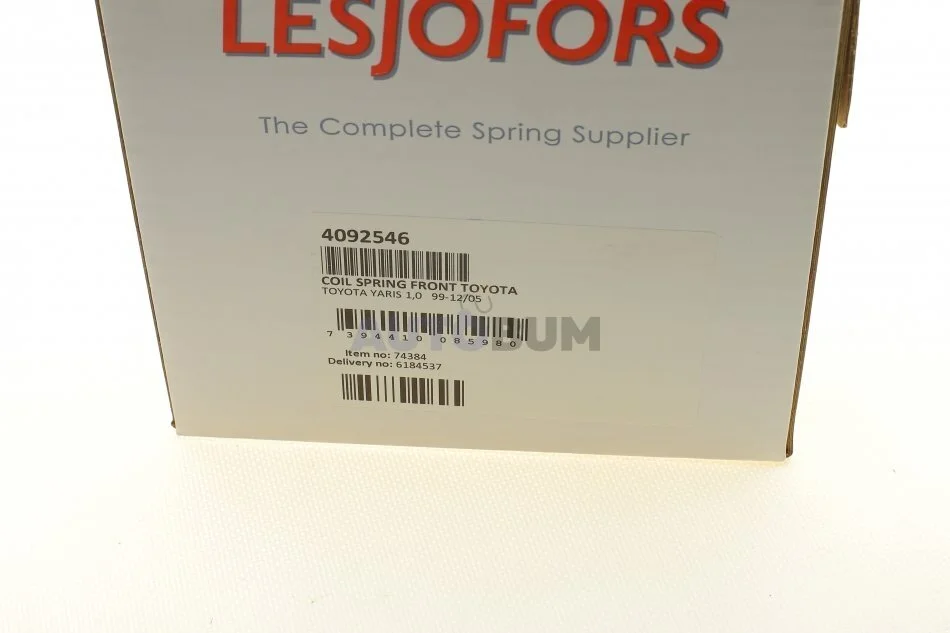 LESJOFORS
The Complete Spring Supplier
4092546
COIL SPRING FRONT TOYOTA
TOYOTA YARIS 1,0 99-12/05
AUTOBUM
7 394410 085980
Item no: 74384
Delivery no: 6184537